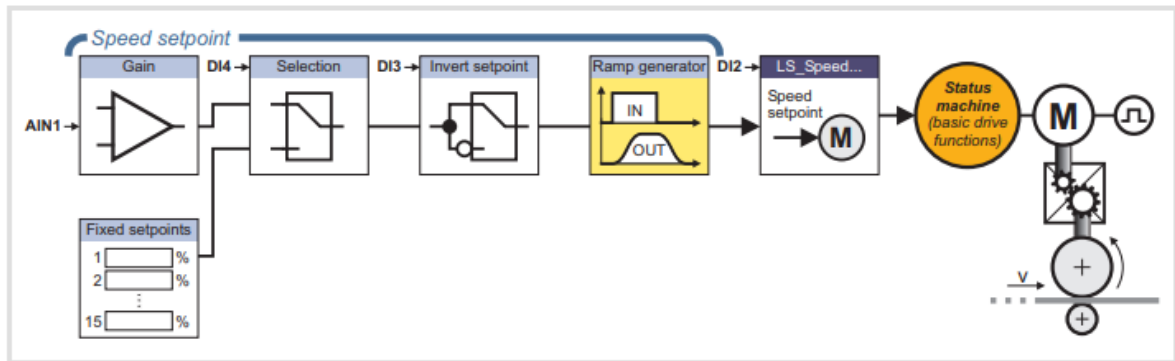 Speed setpoint
Gain
DI4
Selection
DI3
Invert setpoint
Ramp generator
DI2
LS_Speed...
AIN1
IN
OUT
Speed
setpoint
M
Status
machine
(basic drive
functions)
M
Fixed setpoints
1 %
2 %
15 %
V